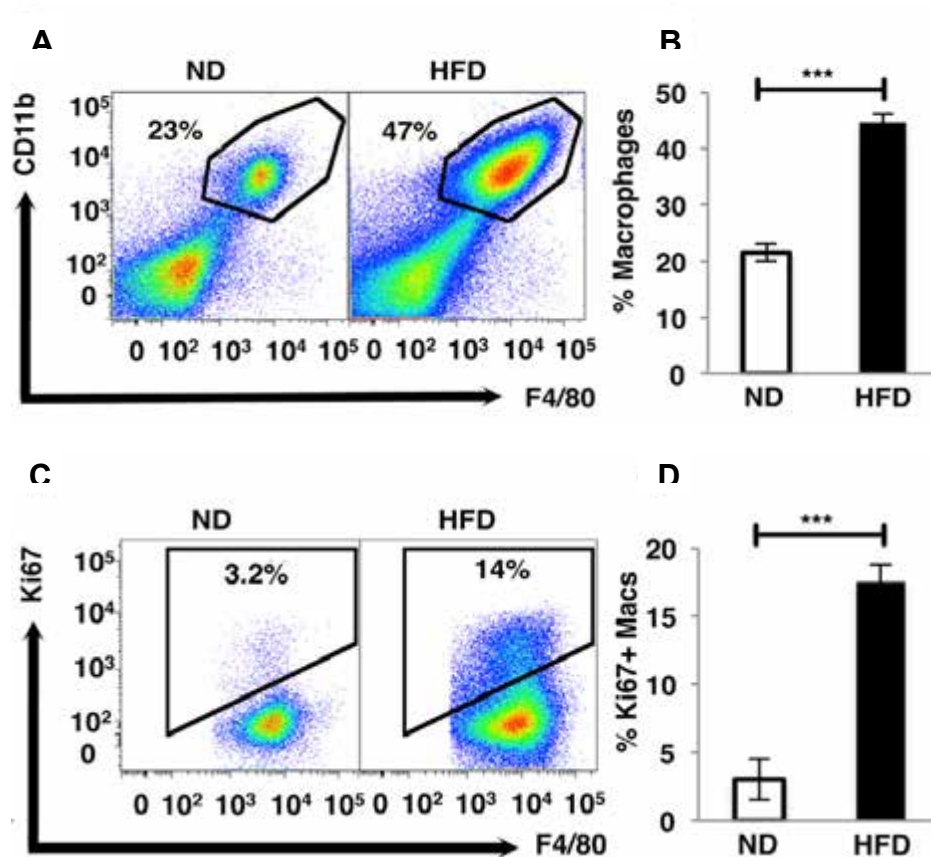 A
ND
HFD
CD11b
10⁵
10⁴
10³
10²
0
23%
47%
0 10² 10³ 10⁴ 10⁵ 0 10² 10³ 10⁴ 10⁵
F4/80
B
***
% Macrophages
50
40
30
20
10
0
ND HFD
C
ND
HFD
Ki67
10⁵
10⁴
10³
10²
0
3.2%
14%
0 10² 10³ 10⁴ 10⁵ 0 10² 10³ 10⁴ 10⁵
F4/80
D
***
% Ki67+ Macs
20
15
10
5
0
ND HFD